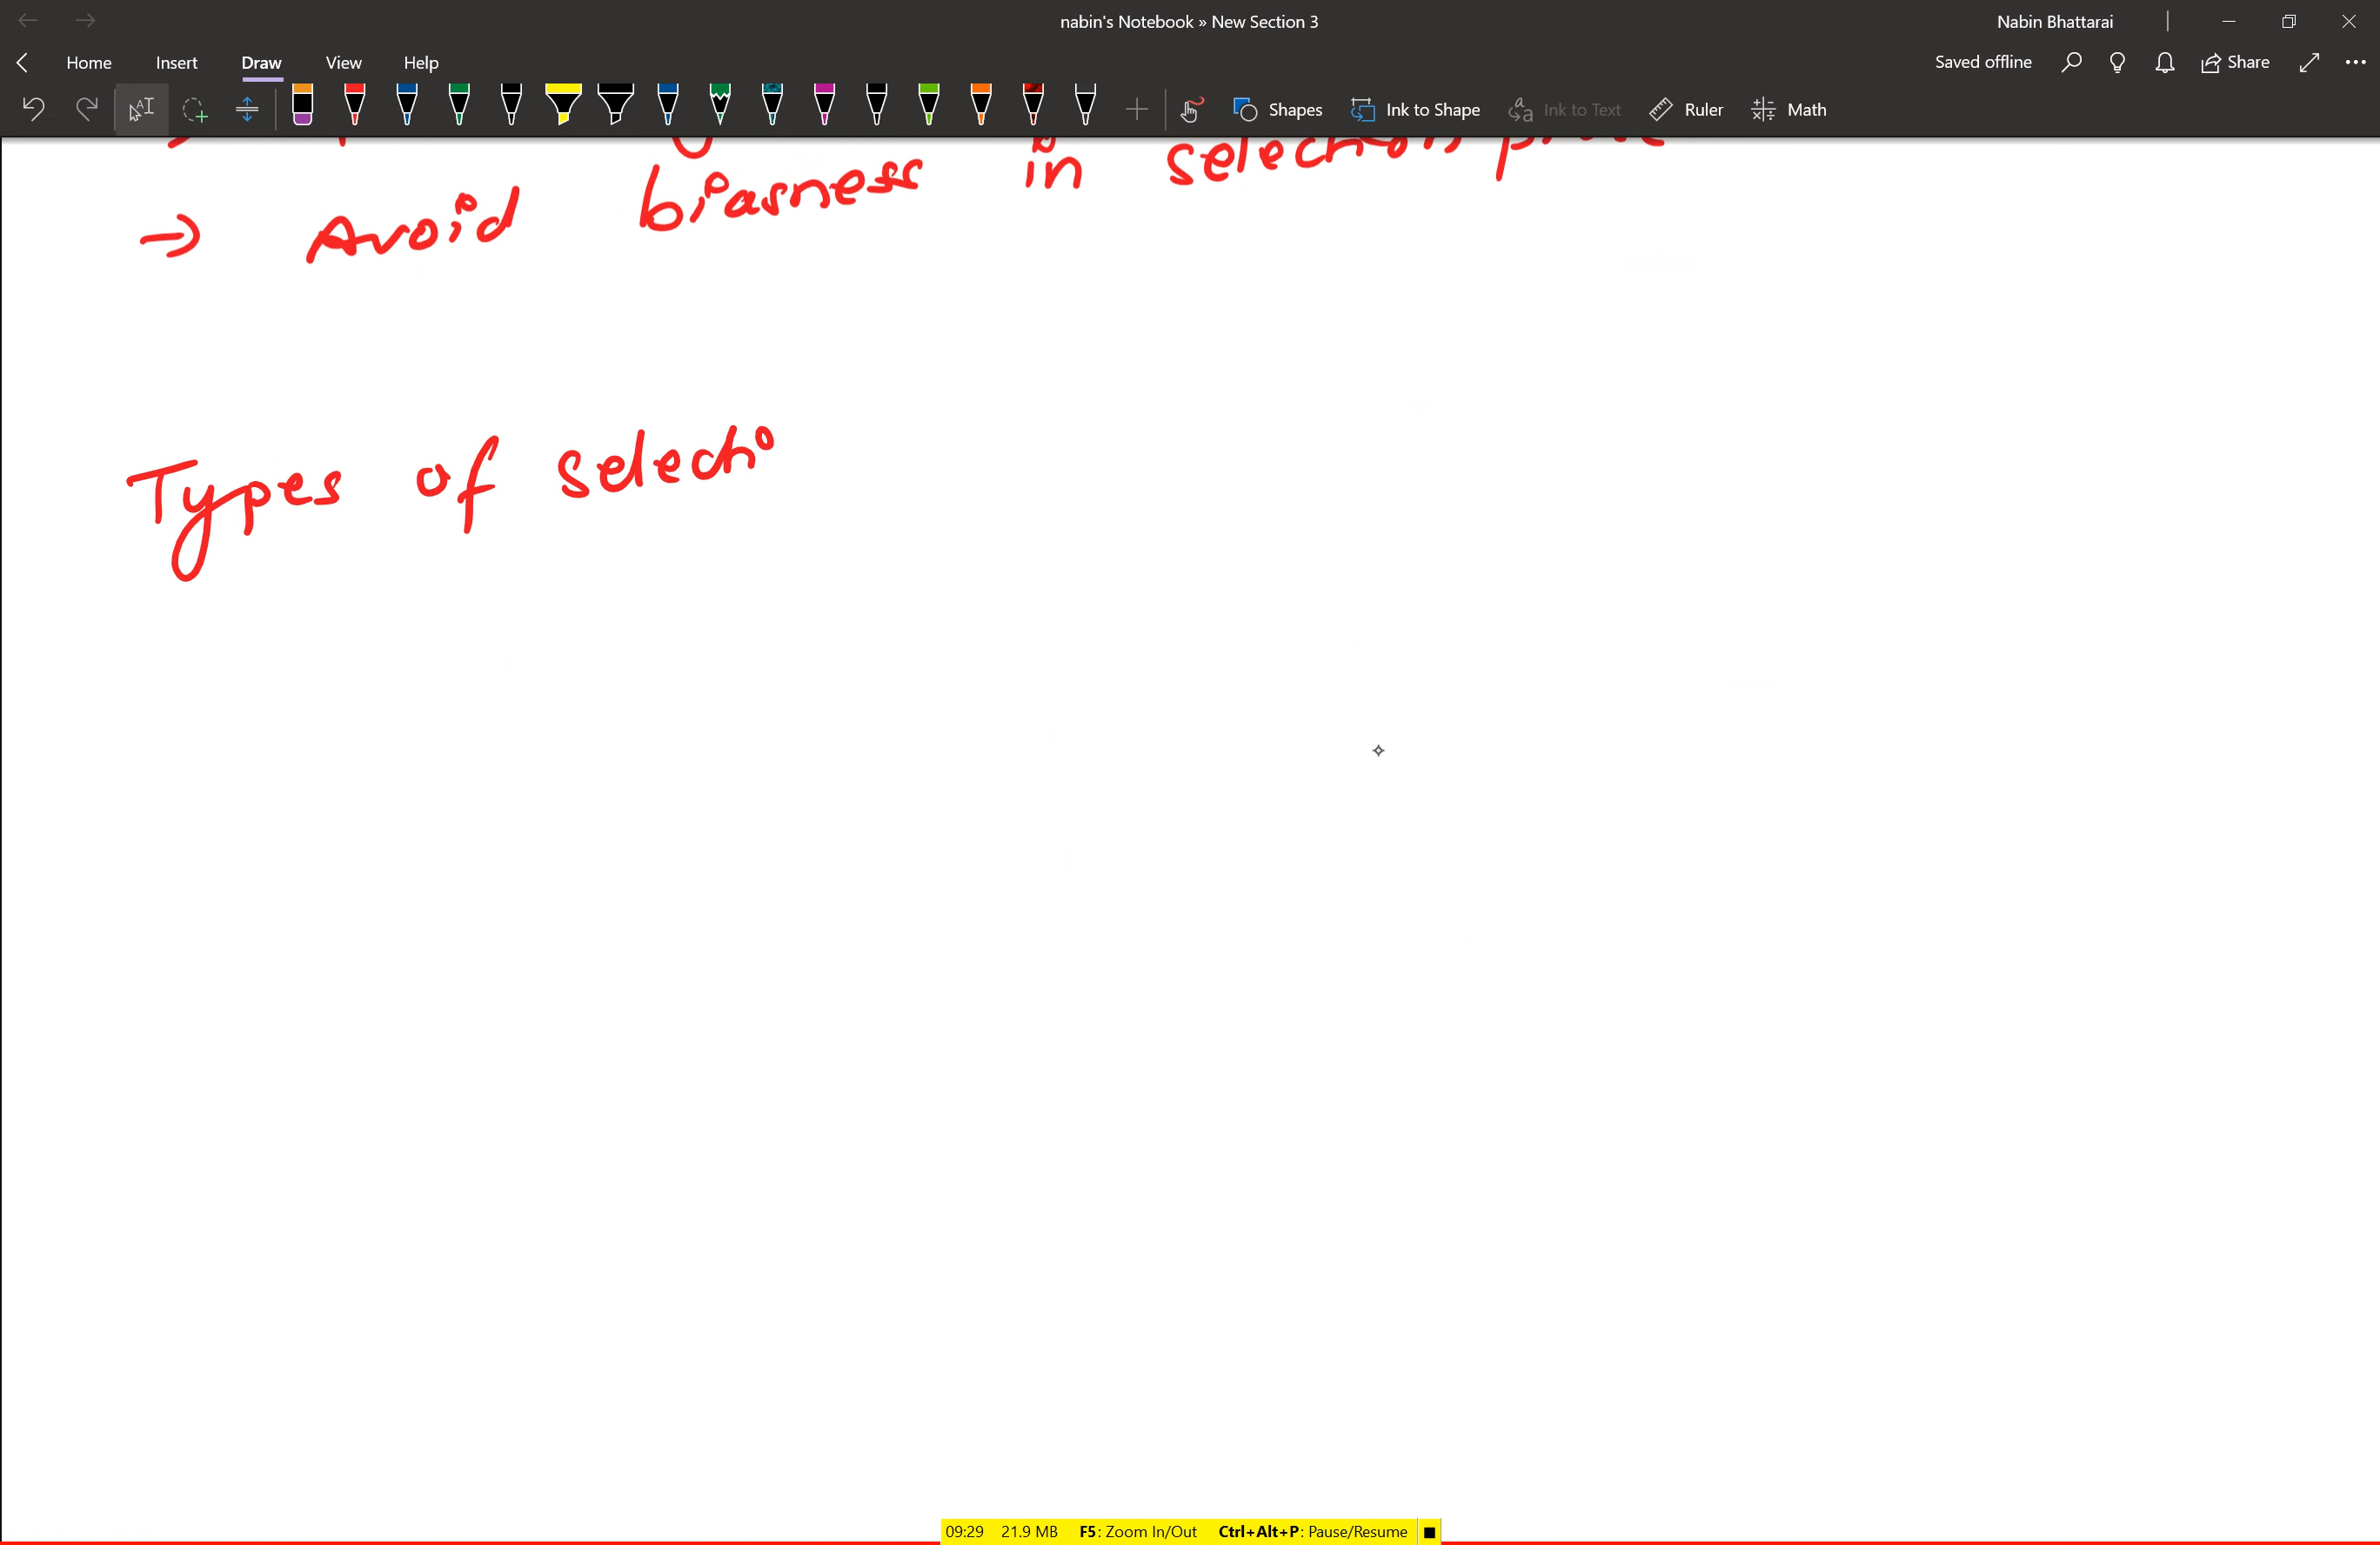 nabin's Notebook » New Section 3
Nabin Bhattarai
Home Insert Draw View Help
Saved offline
Share
Shapes
Ink to Shape
Ink to Text
Ruler
Math
→ Avoid biasness in selection
Types of selecti
09:29 21.9 MB F5: Zoom In/Out Ctrl+Alt+P: Pause/Resume